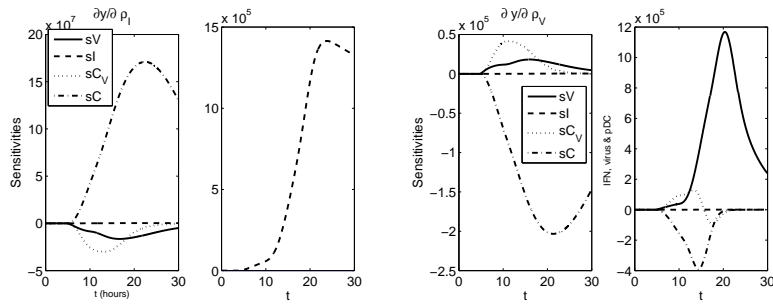 ∂y/∂ ρ_I
x 10^7
sV
sI
sC_V
sC
Sensitivities
20
15
10
5
0
−5
0 10 20 30
t (hours)
x 10^5
15
10
5
0
0 10 20 30
t
∂ y/∂ ρ_V
x 10^5
0.5
0
−0.5
−1
−1.5
−2
−2.5
Sensitivities
sV
sI
sC_V
sC
0 10 20 30
t
x 10^5
12
10
8
6
4
2
0
−2
−4
IFN, virus & pDC
0 10 20 30
t